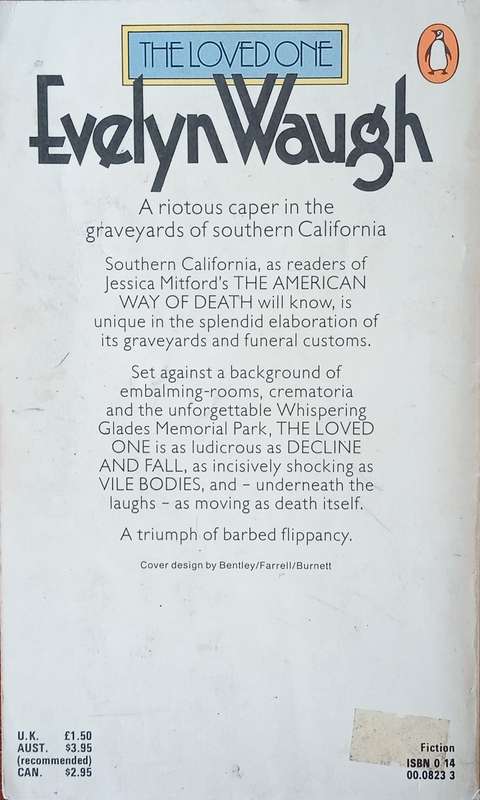 THE LOVED ONE
Evelyn Waugh
A riotous caper in the
graveyards of southern California
Southern California, as readers of
Jessica Mitford's THE AMERICAN
WAY OF DEATH will know, is
unique in the splendid elaboration of
its graveyards and funeral customs.
Set against a background of
embalming-rooms, crematoria
and the unforgettable Whispering
Glades Memorial Park, THE LOVED
ONE is as ludicrous as DECLINE
AND FALL, as incisively shocking as
VILE BODIES, and – underneath the
laughs – as moving as death itself.
A triumph of barbed flippancy.
Cover design by Bentley/Farrell/Burnett
U.K. £1.50
AUST. $3.95
(recommended)
CAN. $2.95
Fiction
ISBN 0 14
00.0823 3